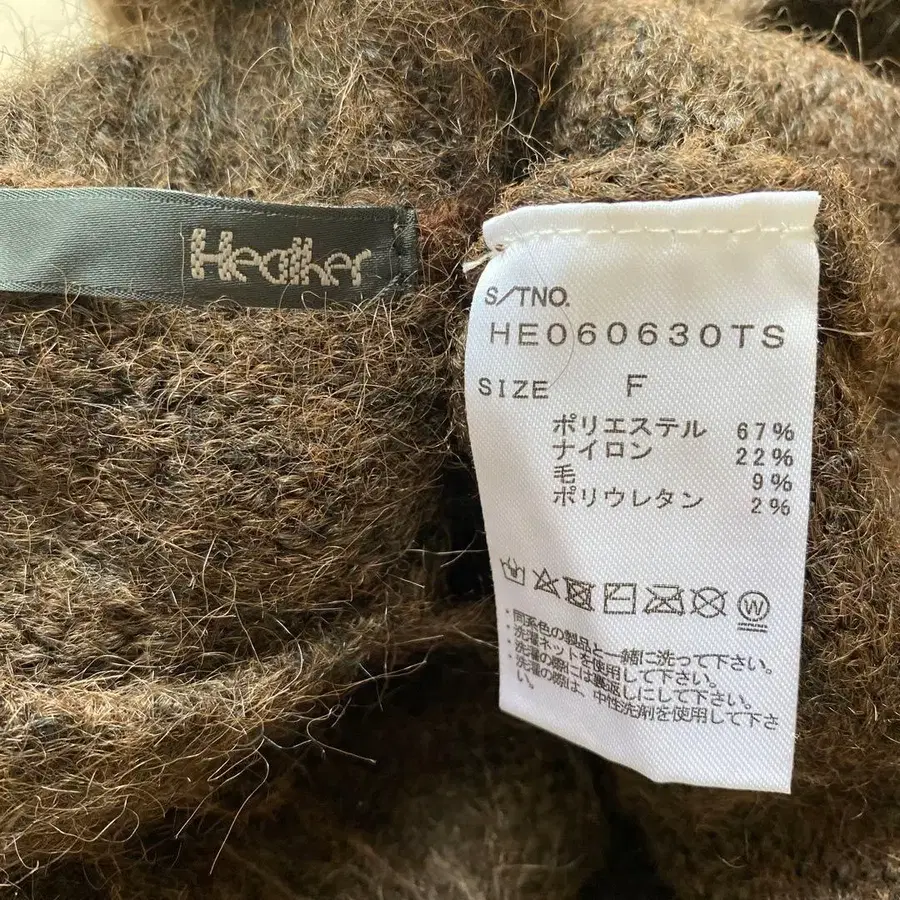 Heather
S/TNO.
HE060630TS
SIZE F
ポリエステル 67%
ナイロン 22%
毛 9%
ポリウレタン 2%
W
・同系色の製品と一緒に洗って下さい。
・洗濯ネットを使用して下さい。
・洗濯の際には裏返しにして下さい。
・洗濯の際は、中性洗剤を使用して下さ
い。